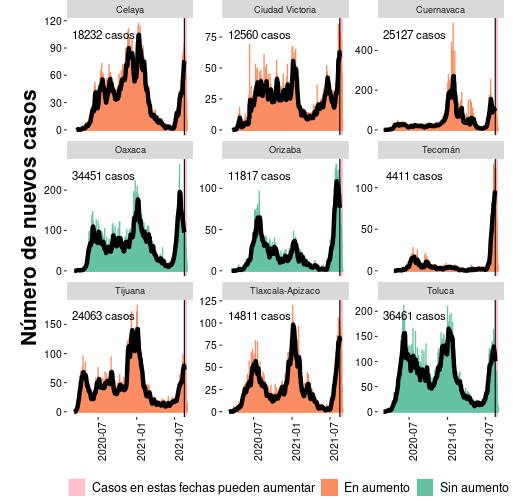 Número de nuevos casos
Celaya
Ciudad Victoria
Cuernavaca
18232 casos
12560 casos
25127 casos
120
90
60
30
0
75
50
25
0
400
200
0
Oaxaca
Orizaba
Tecomán
34451 casos
11817 casos
4411 casos
200
100
0
100
50
0
100
50
0
Tijuana
Tlaxcala-Apizaco
Toluca
24063 casos
14811 casos
36461 casos
150
100
50
0
125
100
75
50
25
0
200
150
100
50
0
2020-07
2021-01
2021-07
2020-07
2021-01
2021-07
2020-07
2021-01
2021-07
Casos en estas fechas pueden aumentar
En aumento
Sin aumento